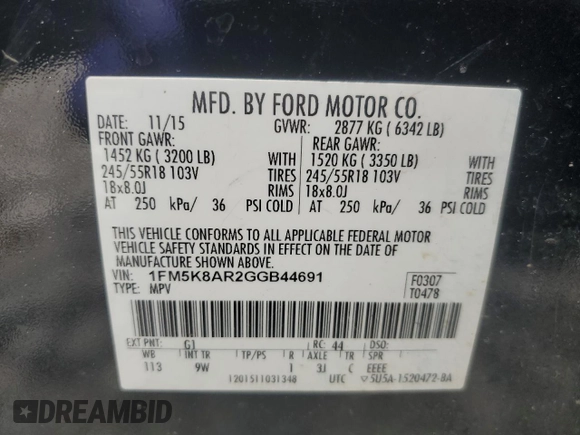 MFD. BY FORD MOTOR CO.
DATE: 11/15 GVWR: 2877 KG ( 6342 LB)
FRONT GAWR: REAR GAWR:
1452 KG ( 3200 LB) WITH 1520 KG ( 3350 LB) WITH
245/55R18 103V TIRES 245/55R18 103V TIRES
18x8.0J RIMS 18x8.0J RIMS
AT 250 kPa/ 36 PSI COLD AT 250 kPa/ 36 PSI COLD
THIS VEHICLE CONFORMS TO ALL APPLICABLE FEDERAL MOTOR
VEHICLE SAFETY STANDARDS IN EFFECT ON THE DATE OF
MANUFACTURE SHOWN ABOVE.
VIN: 1FM5K8AR2GGB44691 F0307
TYPE: MPV T0478
EXT PNT: G1 RC: 44 DSO:
WB INT TR TP/PS R AXLE TR SPR
113 9W 1 3J C EEEE
1201511031348 UTC 5U5A-1520472-BA
DREAMBID